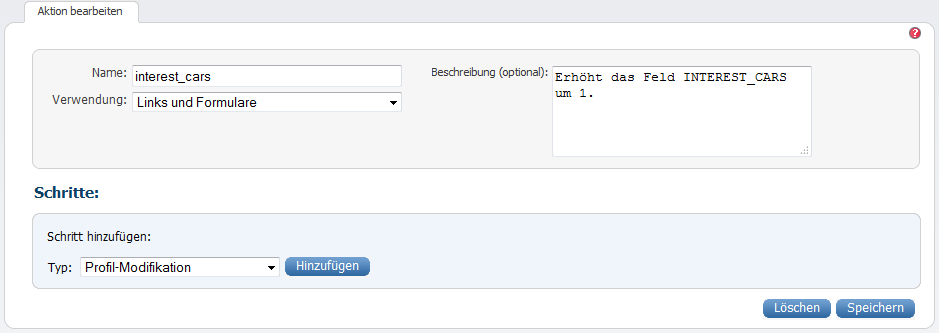 Aktion bearbeiten
?
Name: interest_cars
Beschreibung (optional): Erhöht das Feld INTEREST_CARS
um 1.
Verwendung: Links und Formulare
Schritte:
Schritt hinzufügen:
Typ: Profil-Modifikation Hinzufügen
Löschen Speichern